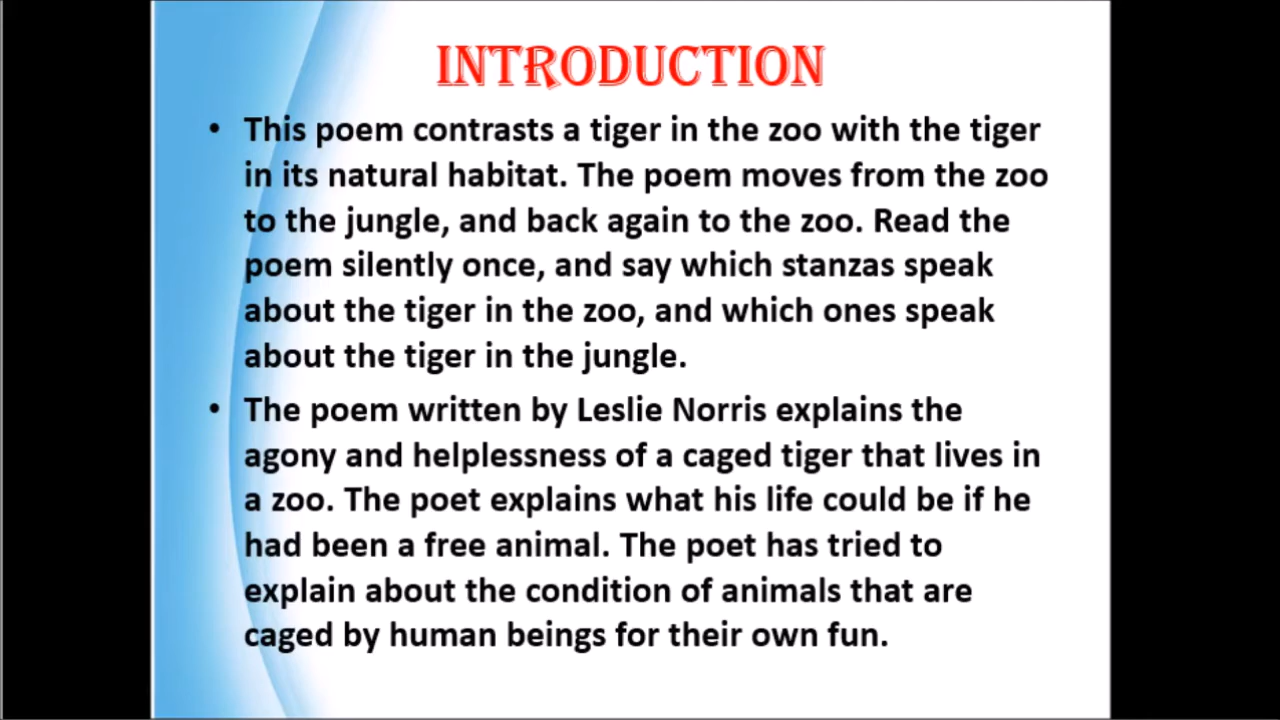 INTRODUCTION
• This poem contrasts a tiger in the zoo with the tiger
in its natural habitat. The poem moves from the zoo
to the jungle, and back again to the zoo. Read the
poem silently once, and say which stanzas speak
about the tiger in the zoo, and which ones speak
about the tiger in the jungle.
• The poem written by Leslie Norris explains the
agony and helplessness of a caged tiger that lives in
a zoo. The poet explains what his life could be if he
had been a free animal. The poet has tried to
explain about the condition of animals that are
caged by human beings for their own fun.